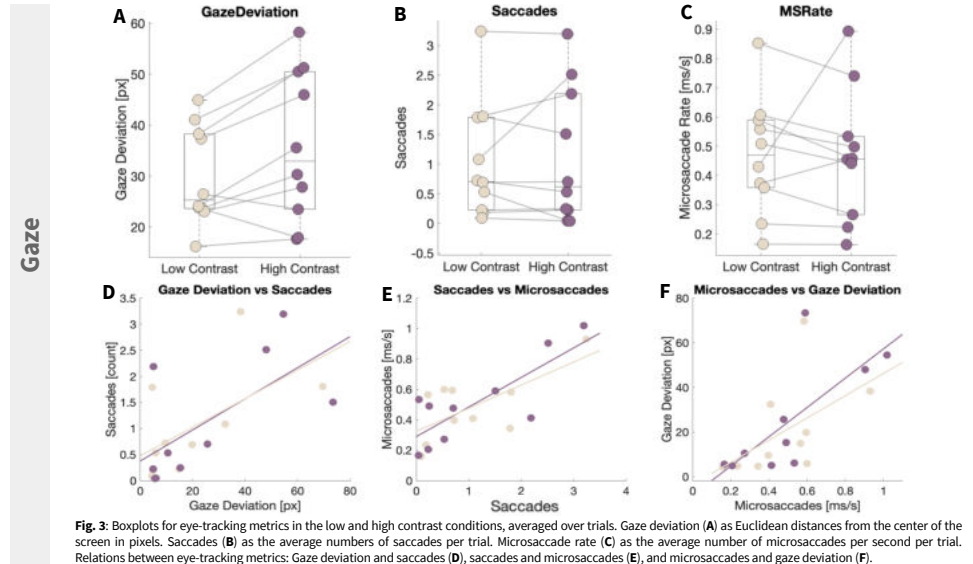 Gaze
A
GazeDeviation
60
50
40
30
20
Gaze Deviation [px]
Low Contrast
High Contrast
B
Saccades
3
2.5
2
1.5
1
0.5
0
-0.5
Saccades
Low Contrast
High Contrast
C
MSRate
0.9
0.8
0.7
0.6
0.5
0.4
0.3
0.2
Microsaccade Rate [ms/s]
Low Contrast
High Contrast
D
Gaze Deviation vs Saccades
3.5
3
2.5
2
1.5
1
0.5
0
Saccades [count]
0
20
40
60
80
Gaze Deviation [px]
E
Saccades vs Microsaccades
1.2
1
0.8
0.6
0.4
0.2
0
Microsaccades [ms/s]
0
1
2
3
4
Saccades
F
Microsaccades vs Gaze Deviation
80
60
40
20
0
Gaze Deviation [px]
0
0.2
0.4
0.6
0.8
1
Microsaccades [ms/s]
Fig. 3: Boxplots for eye-tracking metrics in the low and high contrast conditions, averaged over trials. Gaze deviation (A) as Euclidean distances from the center of the
screen in pixels. Saccades (B) as the average numbers of saccades per trial. Microsaccade rate (C) as the average number of microsaccades per second per trial.
Relations between eye-tracking metrics: Gaze deviation and saccades (D), saccades and microsaccades (E), and microsaccades and gaze deviation (F).